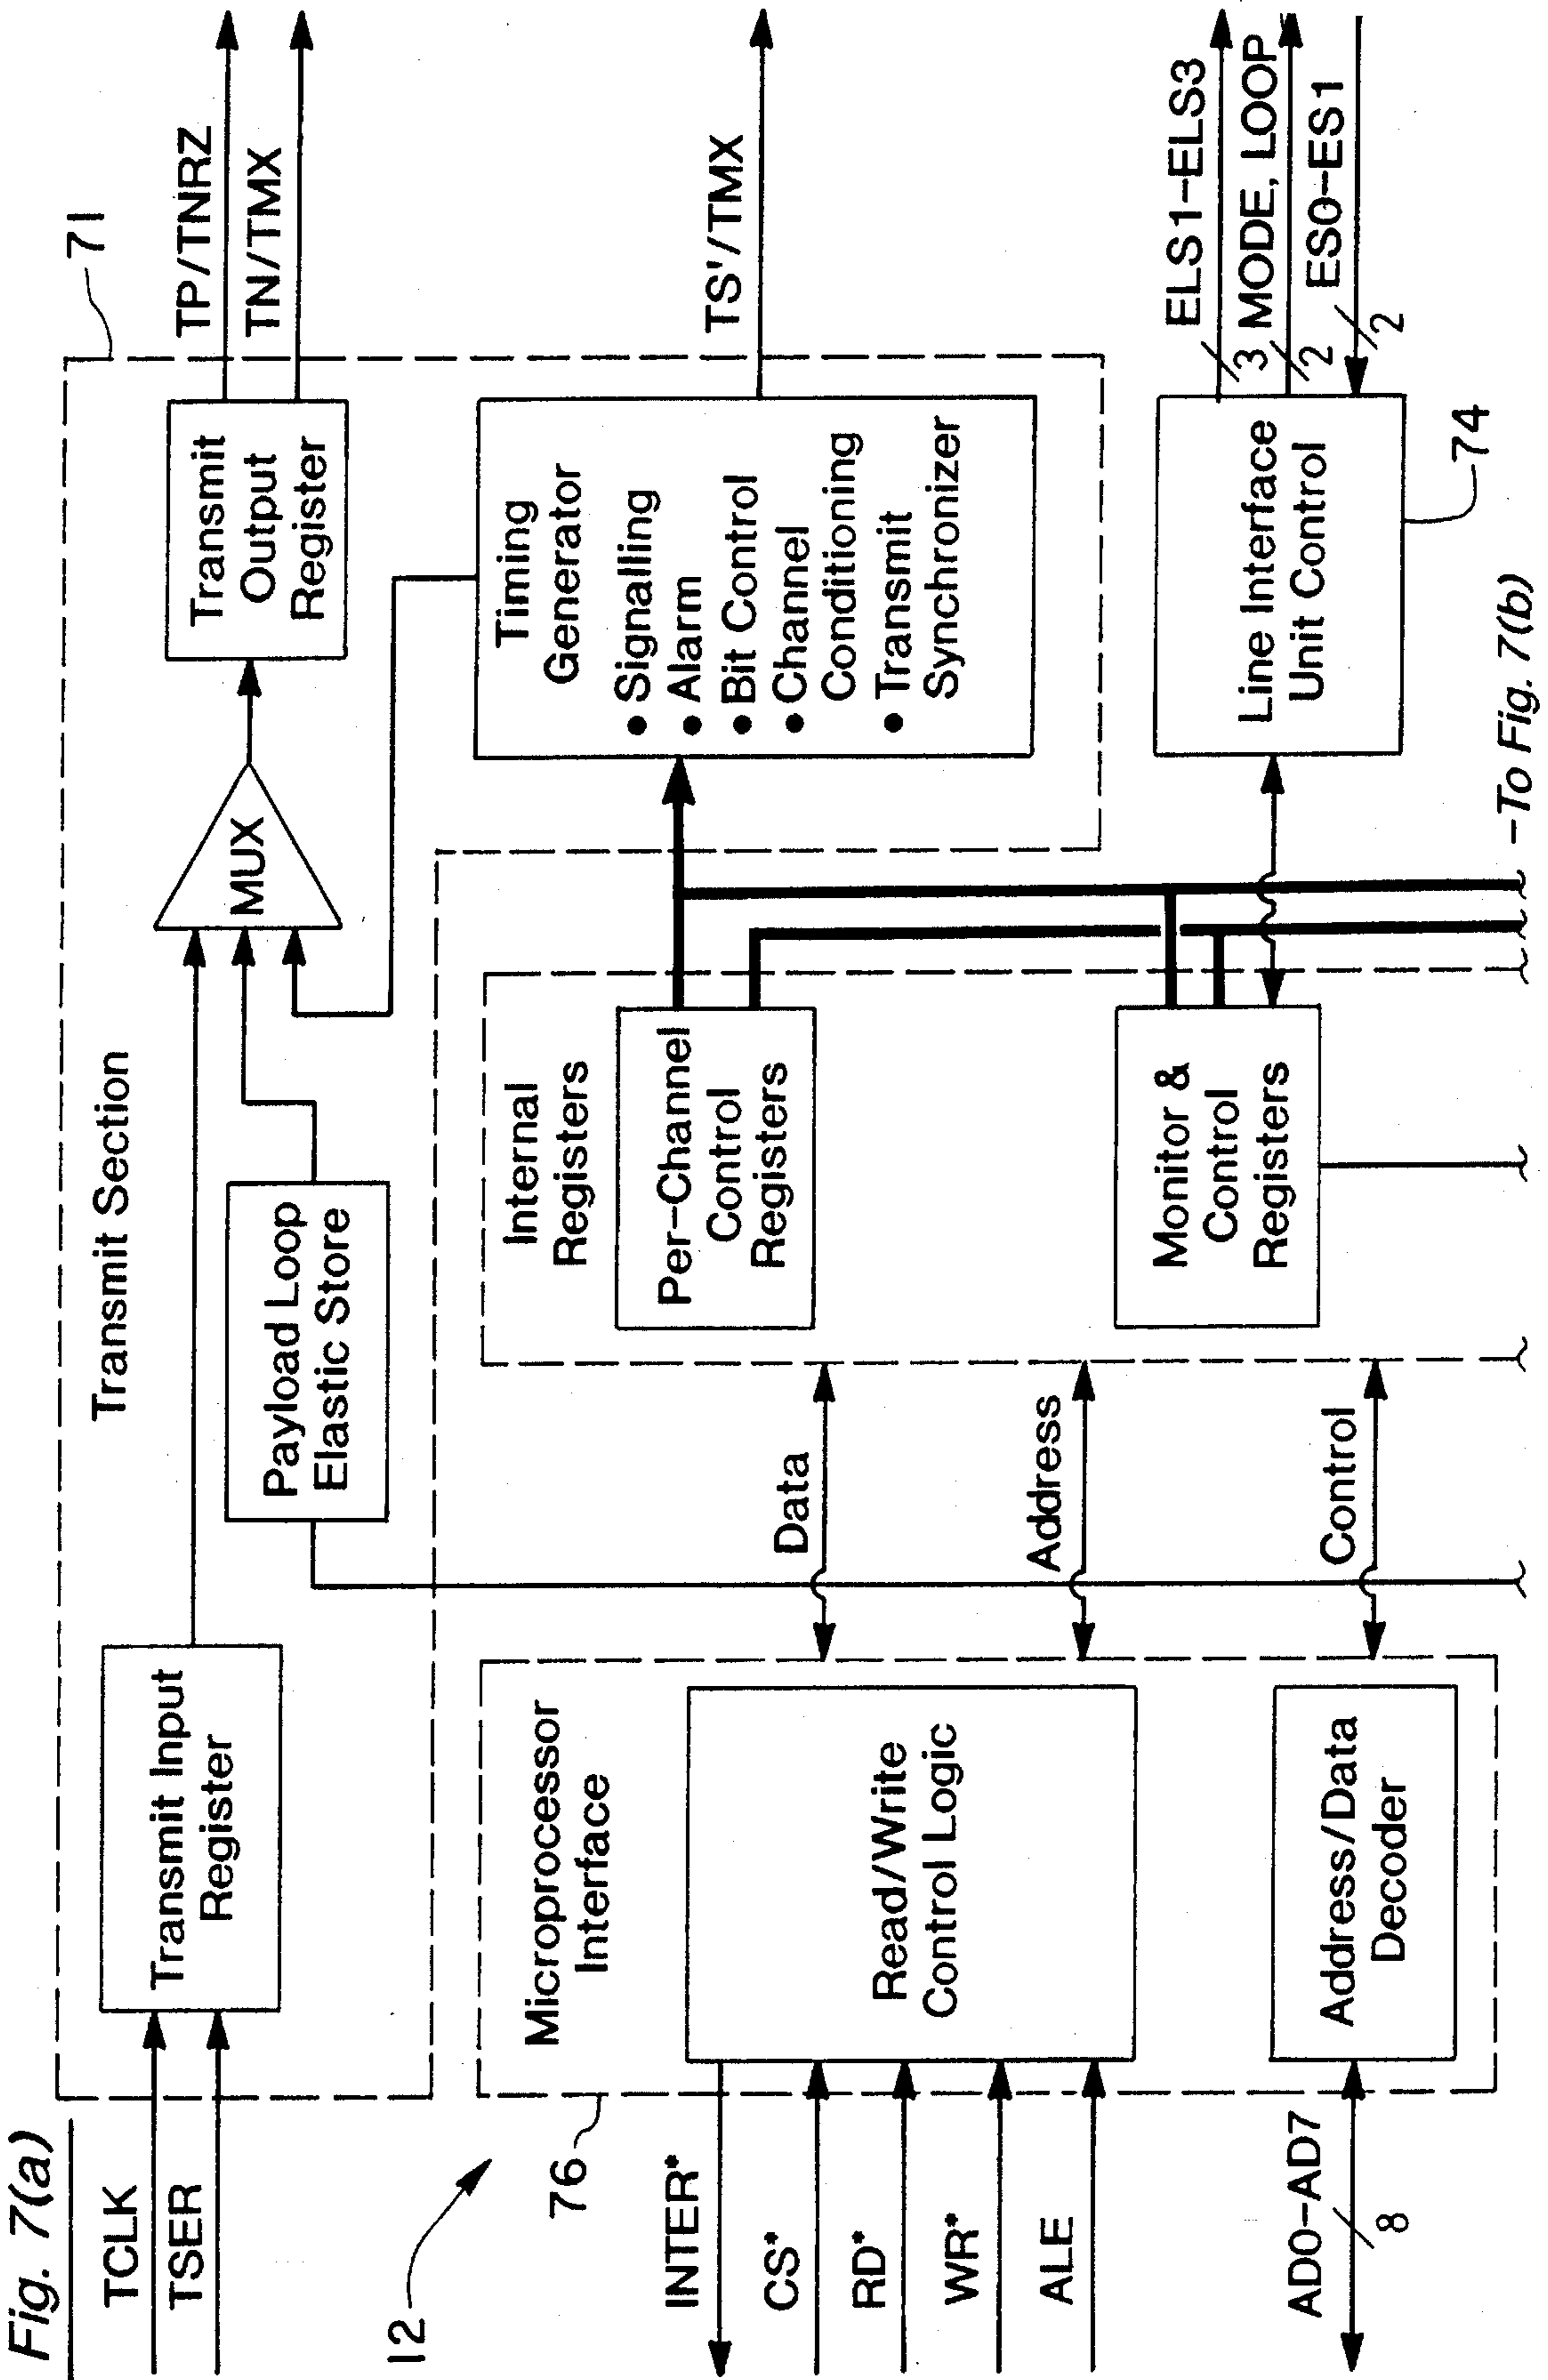 Fig. 7(a)
TCLK
TSER
12
Transmit Section
71
Transmit Input
Register
Payload Loop
Elastic Store
MUX
Transmit
Output
Register
TP/TNRZ
TN/TMX
Timing
Generator
• Signalling
• Alarm
• Bit Control
• Channel
Conditioning
• Transmit
Synchronizer
TS'/TMX
76
Microprocessor
Interface
INTER*
CS*
RD*
WR*
ALE
Read/Write
Control Logic
AD0-AD7
8
Address/Data
Decoder
Data
Address
Control
Internal
Registers
Per-Channel
Control
Registers
Monitor &
Control
Registers
Line Interface
Unit Control
74
ELS1-ELS3
3
MODE, LOOP
2
ES0-ES1
2
-To Fig. 7(b)